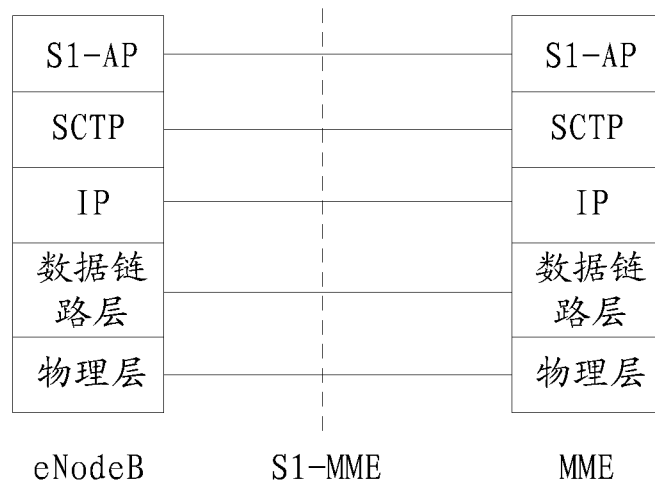 S1-AP
S1-AP
SCTP
SCTP
IP
IP
数据链
路层
数据链
路层
物理层
物理层
eNodeB
S1-MME
MME